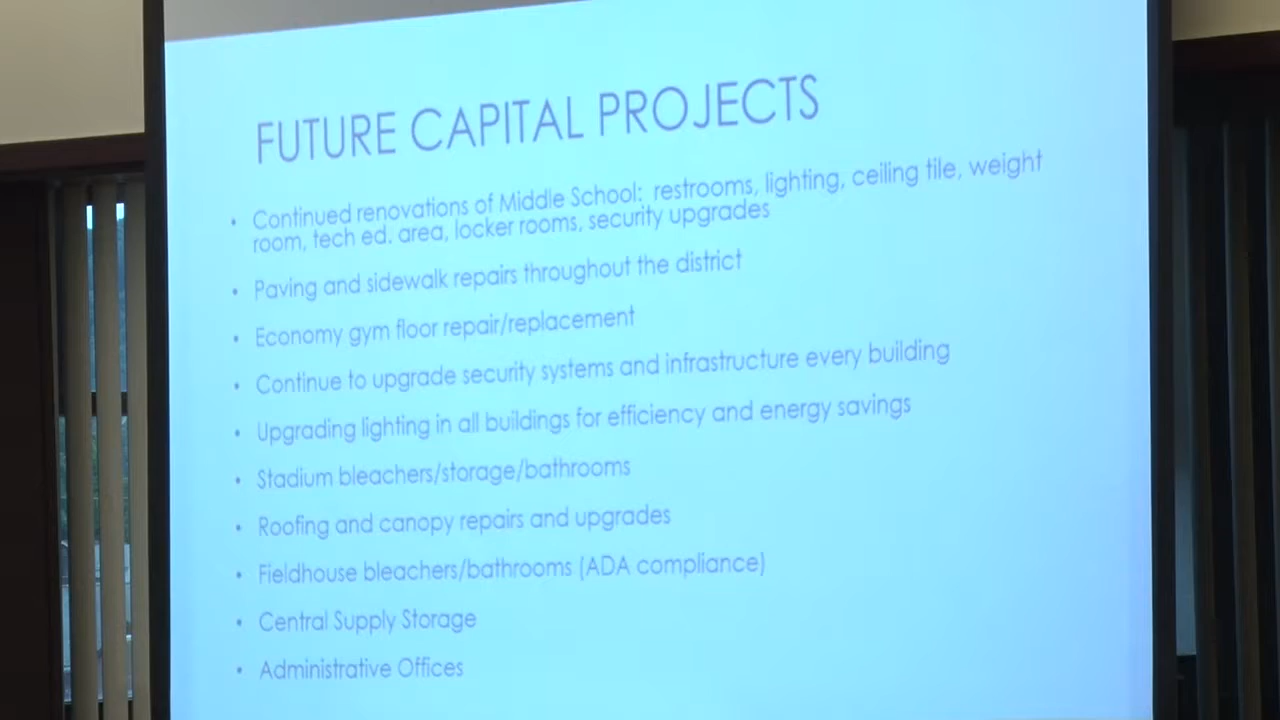 FUTURE CAPITAL PROJECTS
• Continued renovations of Middle School: restrooms, lighting, ceiling tile, weight
room, tech ed. area, locker rooms, security upgrades
• Paving and sidewalk repairs throughout the district
• Economy gym floor repair/replacement
• Continue to upgrade security systems and infrastructure every building
• Upgrading lighting in all buildings for efficiency and energy savings
• Stadium bleachers/storage/bathrooms
• Roofing and canopy repairs and upgrades
• Fieldhouse bleachers/bathrooms (ADA compliance)
• Central Supply Storage
• Administrative Offices